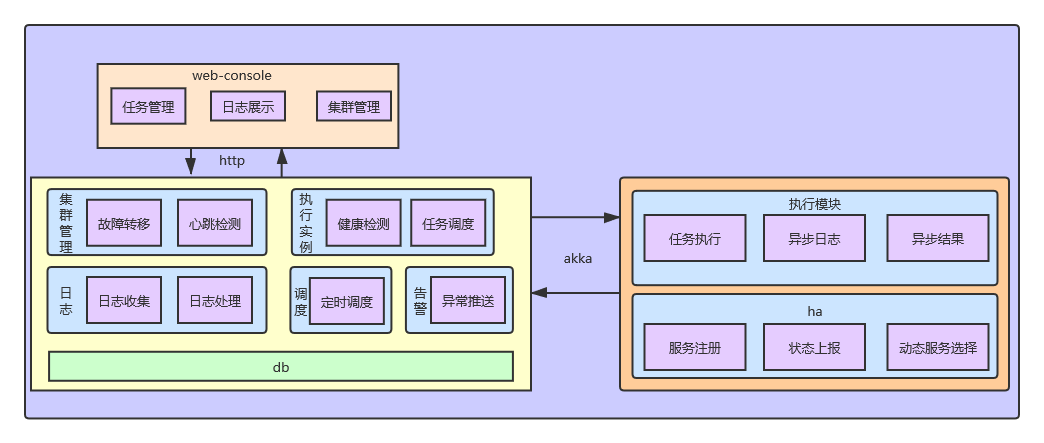 web-console
任务管理
日志展示
集群管理
http
集群管理
故障转移
心跳检测
执行实例
健康检测
任务调度
日志
日志收集
日志处理
调度
定时调度
告警
异常推送
db
akka
执行模块
任务执行
异步日志
异步结果
ha
服务注册
状态上报
动态服务选择